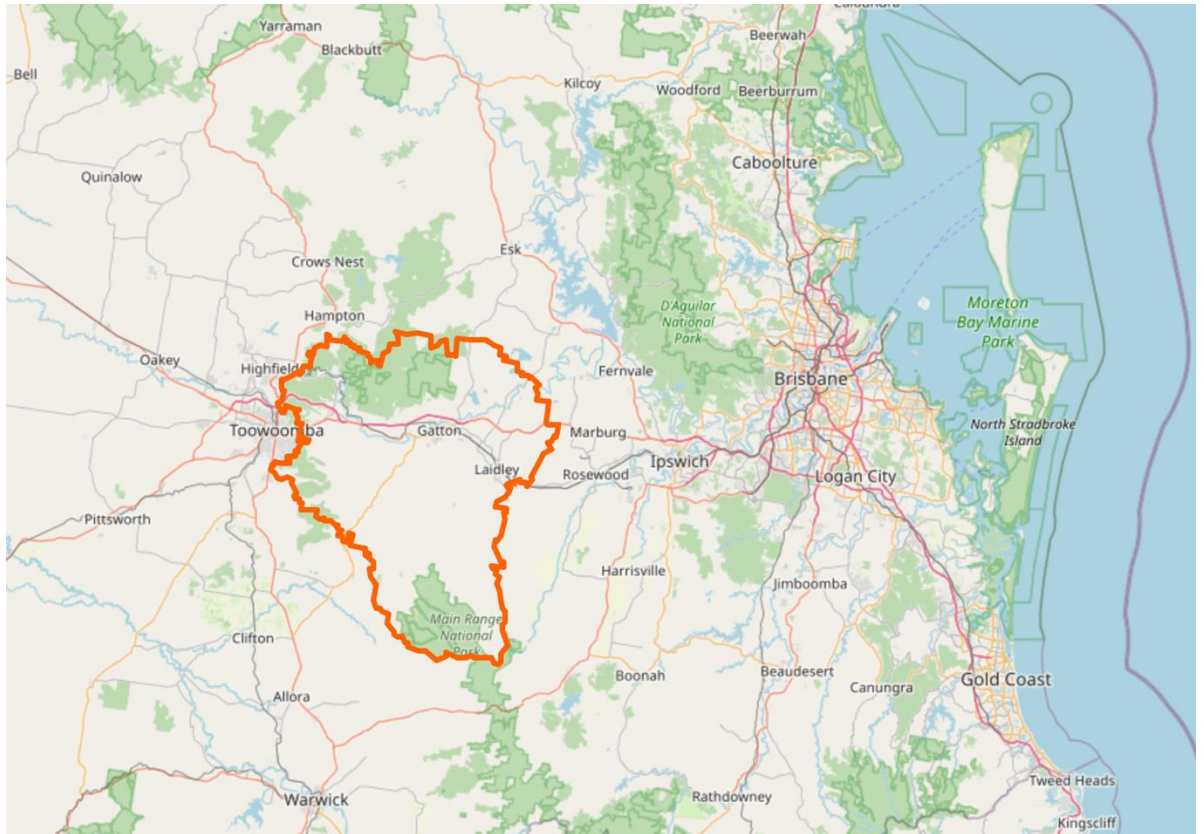 Caloundra
Yarraman
Beerwah
Blackbutt
Bell
Kilcoy
Woodford
Beerburrum
Caboolture
Quinalow
Esk
Crows Nest
D'Aguilar
National
Park
Moreton
Bay Marine
Park
Hampton
Oakey
Highfield
Fernvale
Brisbane
Toowoomba
Gatton
Marburg
North Stradbroke
Island
Ipswich
Laidley
Rosewood
Logan City
Pittsworth
Harrisville
Jimboomba
Main Range
National
Park
Clifton
Boonah
Beaudesert
Canungra
Gold Coast
Allora
Tweed Heads
Rathdowney
Warwick
Kingscliff